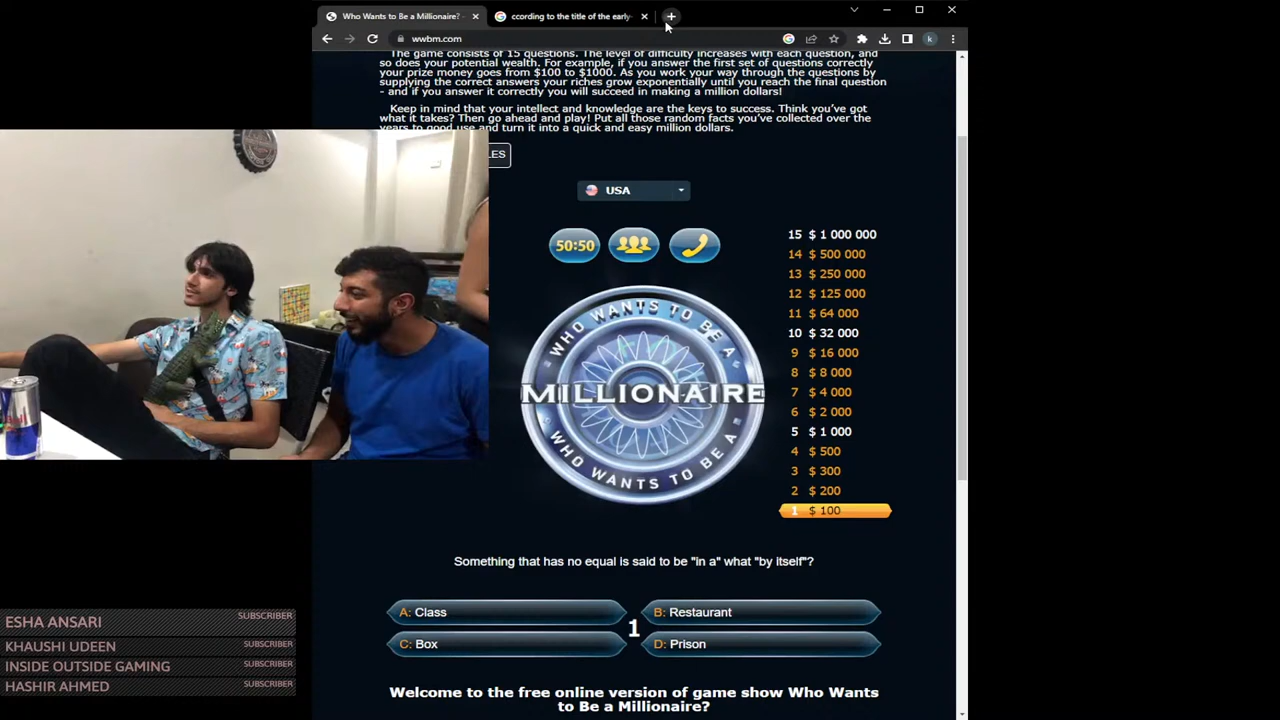 Who Wants to Be a Millionaire? -
ccording to the title of the early-
wwbm.com
k
The game consists of 15 questions. The level of difficulty increases with each question, and
so does your potential wealth. For example, if you answer the first set of questions correctly
your prize money goes from $100 to $1000. As you work your way through the questions by
supplying the correct answers your riches grow exponentially until you reach the final question
- and if you answer it correctly you will succeed in making a million dollars!
Keep in mind that your intellect and knowledge are the keys to success. Think you've got
what it takes? Then go ahead and play! Put all those random facts you've collected over the
years to good use and turn it into a quick and easy million dollars.
LES
USA
50:50
15 $ 1 000 000
14 $ 500 000
13 $ 250 000
12 $ 125 000
11 $ 64 000
10 $ 32 000
9 $ 16 000
8 $ 8 000
7 $ 4 000
6 $ 2 000
5 $ 1 000
4 $ 500
3 $ 300
2 $ 200
1 $ 100
WHO WANTS TO BE A
MILLIONAIRE
WHO WANTS TO BE A
Something that has no equal is said to be "in a" what "by itself"?
A: Class
B: Restaurant
1
C: Box
D: Prison
Welcome to the free online version of game show Who Wants
to Be a Millionaire?
ESHA ANSARI SUBSCRIBER
KHAUSHI UDEEN SUBSCRIBER
INSIDE OUTSIDE GAMING SUBSCRIBER
HASHIR AHMED SUBSCRIBER